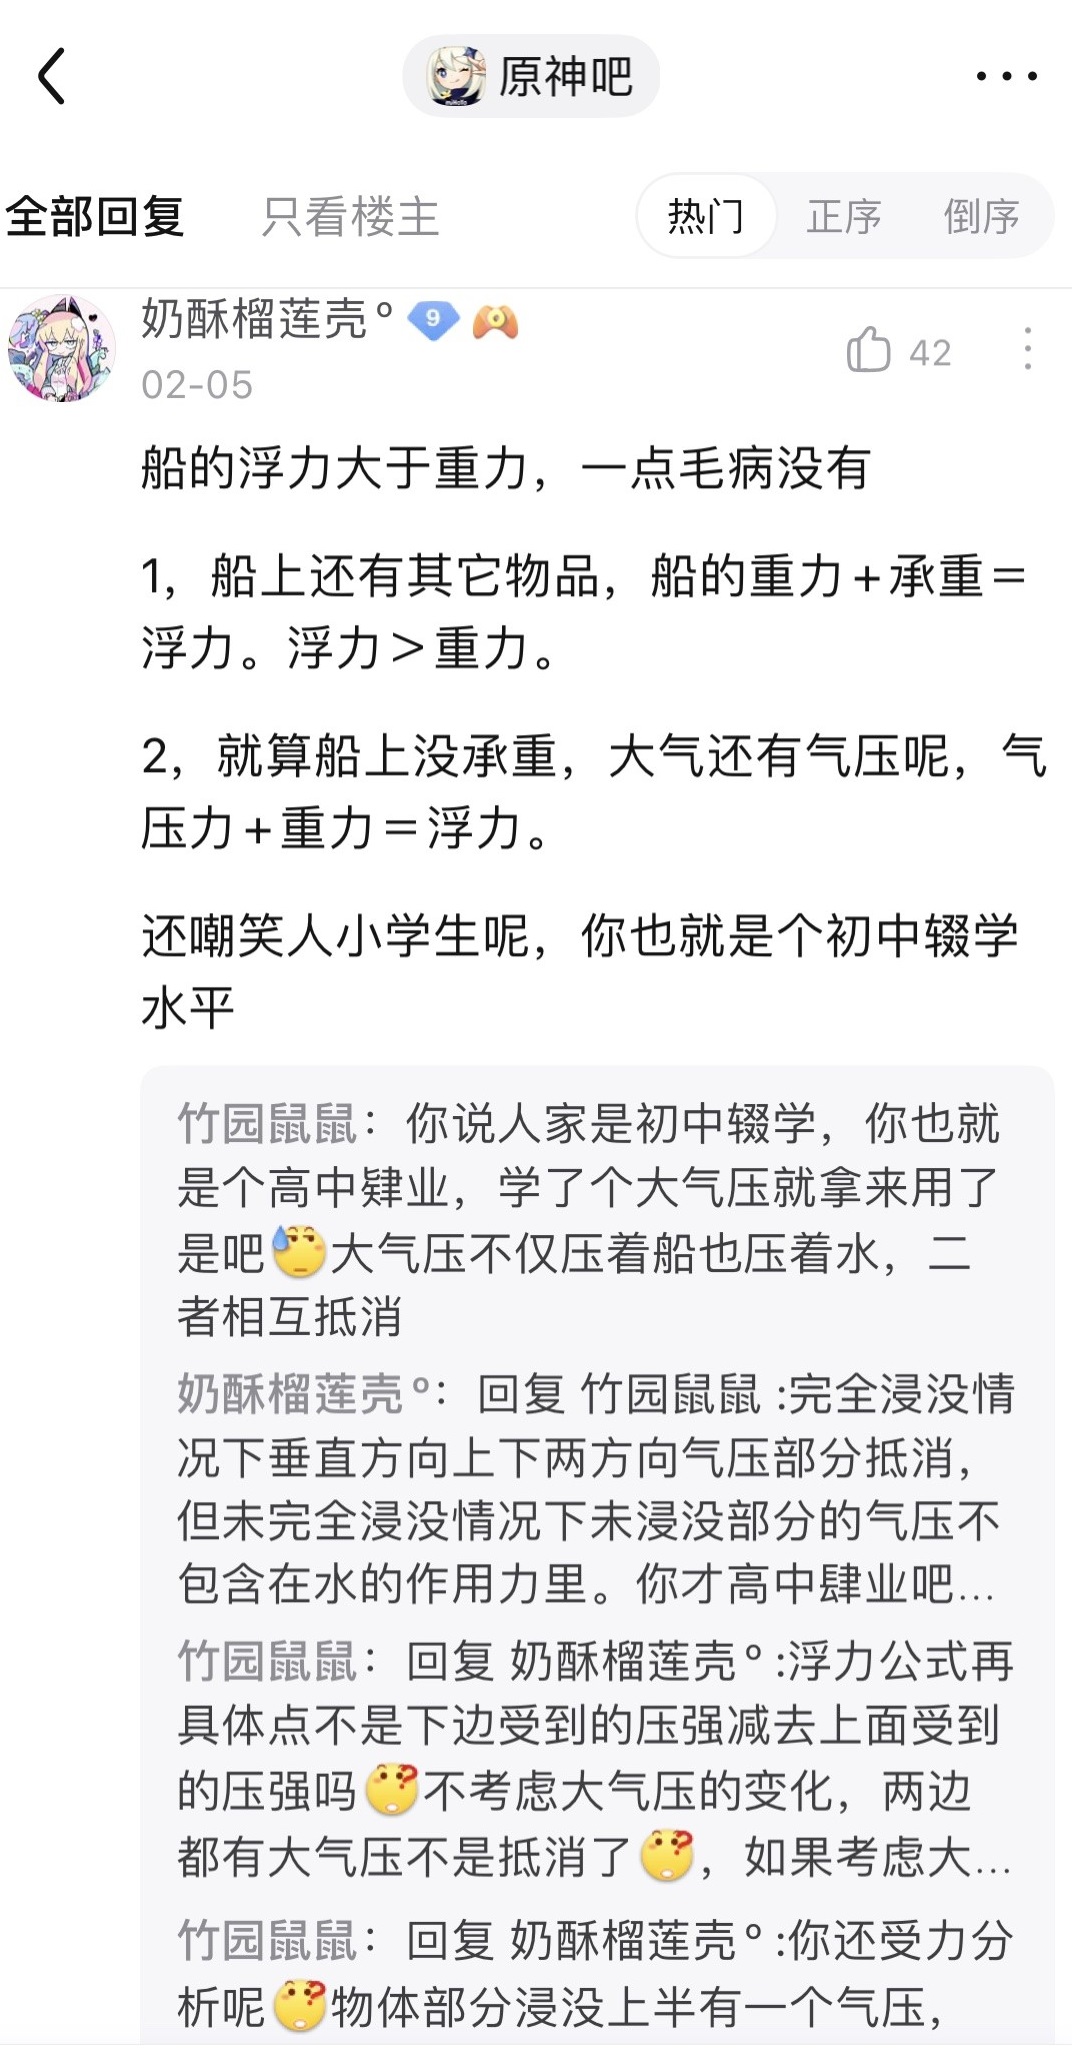 原神吧
全部回复 只看楼主 热门 正序 倒序
奶酥榴莲壳° 9
02-05 42
船的浮力大于重力，一点毛病没有
1，船上还有其它物品，船的重力+承重=
浮力。浮力>重力。
2，就算船上没承重，大气还有气压呢，气
压力+重力=浮力。
还嘲笑人小学生呢，你也就是个初中辍学
水平
竹园鼠鼠：你说人家是初中辍学，你也就
是个高中肄业，学了个大气压就拿来用了
是吧大气压不仅压着船也压着水，二
者相互抵消
奶酥榴莲壳°：回复 竹园鼠鼠 :完全浸没情
况下垂直方向上下两方向气压部分抵消，
但未完全浸没情况下未浸没部分的气压不
包含在水的作用力里。你才高中肆业吧...
竹园鼠鼠：回复 奶酥榴莲壳° :浮力公式再
具体点不是下边受到的压强减去上面受到
的压强吗不考虑大气压的变化，两边
都有大气压不是抵消了，如果考虑大...
竹园鼠鼠：回复 奶酥榴莲壳° :你还受力分
析呢物体部分浸没上半有一个气压，